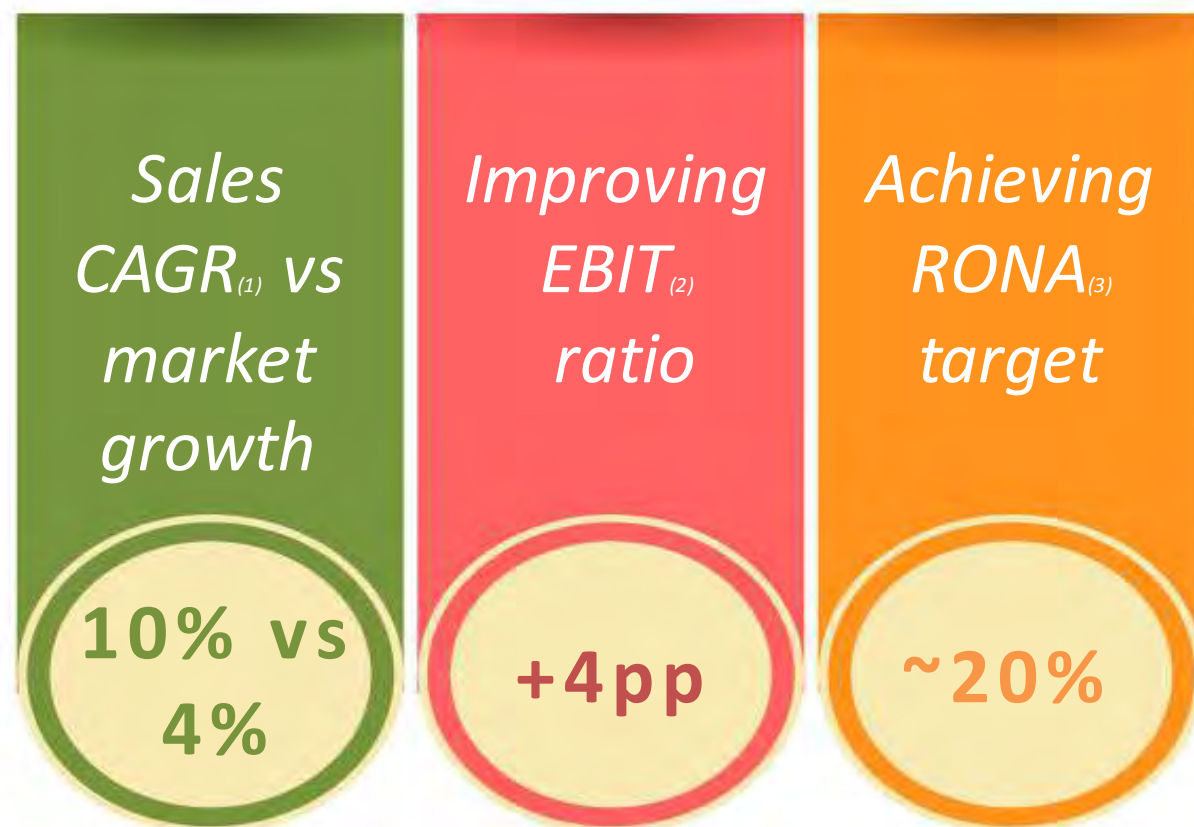 Sales
CAGR(1) vs
market
growth
10% vs
4%
Improving
EBIT(2)
ratio
+4pp
Achieving
RONA(3)
target
~20%